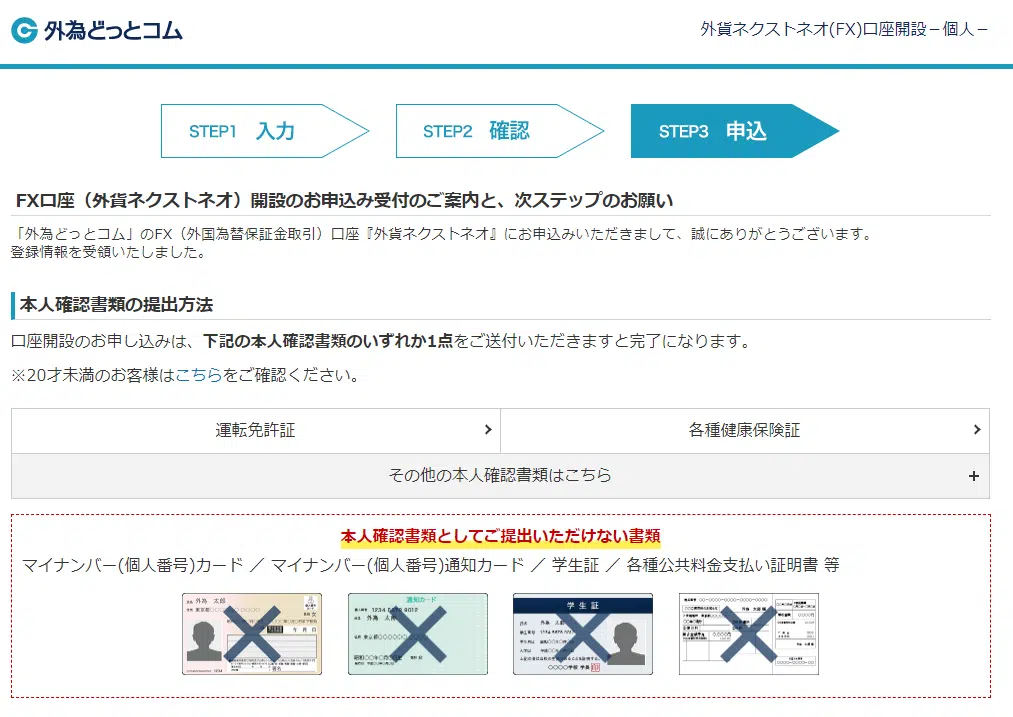 外為どっとコム
外貨ネクストネオ(FX)口座開設－個人－
STEP1 入力
STEP2 確認
STEP3 申込
FX口座（外貨ネクストネオ）開設のお申込み受付のご案内と、次ステップのお願い
「外為どっとコム」のFX（外国為替保証金取引）口座『外貨ネクストネオ』にお申込みいただきまして、誠にありがとうございます。
登録情報を受領いたしました。
本人確認書類の提出方法
口座開設のお申し込みは、下記の本人確認書類のいずれか1点をご送付いただきますと完了になります。
※20才未満のお客様はこちらをご確認ください。
運転免許証
各種健康保険証
その他の本人確認書類はこちら
本人確認書類としてご提出いただけない書類
マイナンバー(個人番号)カード ／ マイナンバー(個人番号)通知カード ／ 学生証 ／ 各種公共料金支払い証明書 等
外為 太郎
通知カード
外為 太郎
学生証